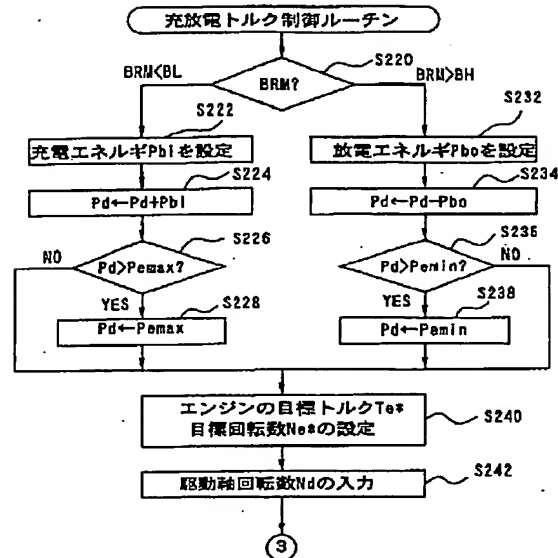 充放電トルク制御ルーチン
S220
BRM<BL
BRM?
BRM>BH
S222
S232
充電エネルギPbiを設定
放電エネルギPboを設定
S224
S234
Pd←Pd+Pbi
Pd←Pd-Pbo
S226
S236
NO
Pd>Pemax?
Pd>Pemin?
NO
YES
S228
YES
S238
Pd←Pemax
Pd←Pemin
エンジンの目標トルクTe*
目標回転数Ne*の設定
S240
駆動軸回転数Ndの入力
S242
3